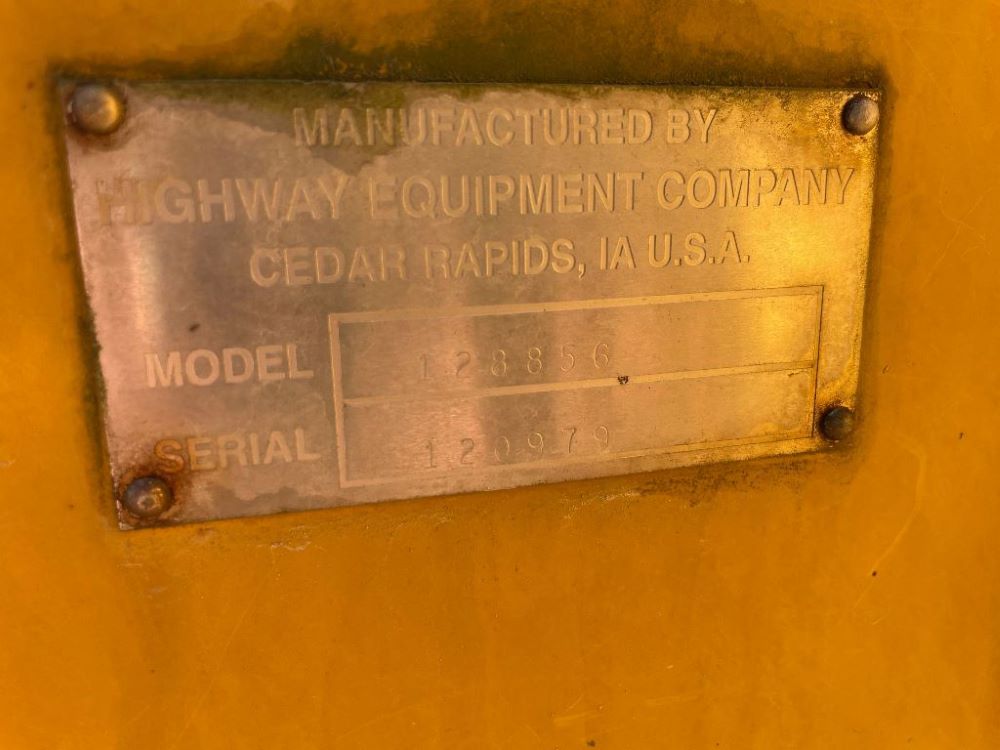 MANUFACTURED BY
HIGHWAY EQUIPMENT COMPANY
CEDAR RAPIDS, IA U.S.A.
MODEL 128856
SERIAL 120979